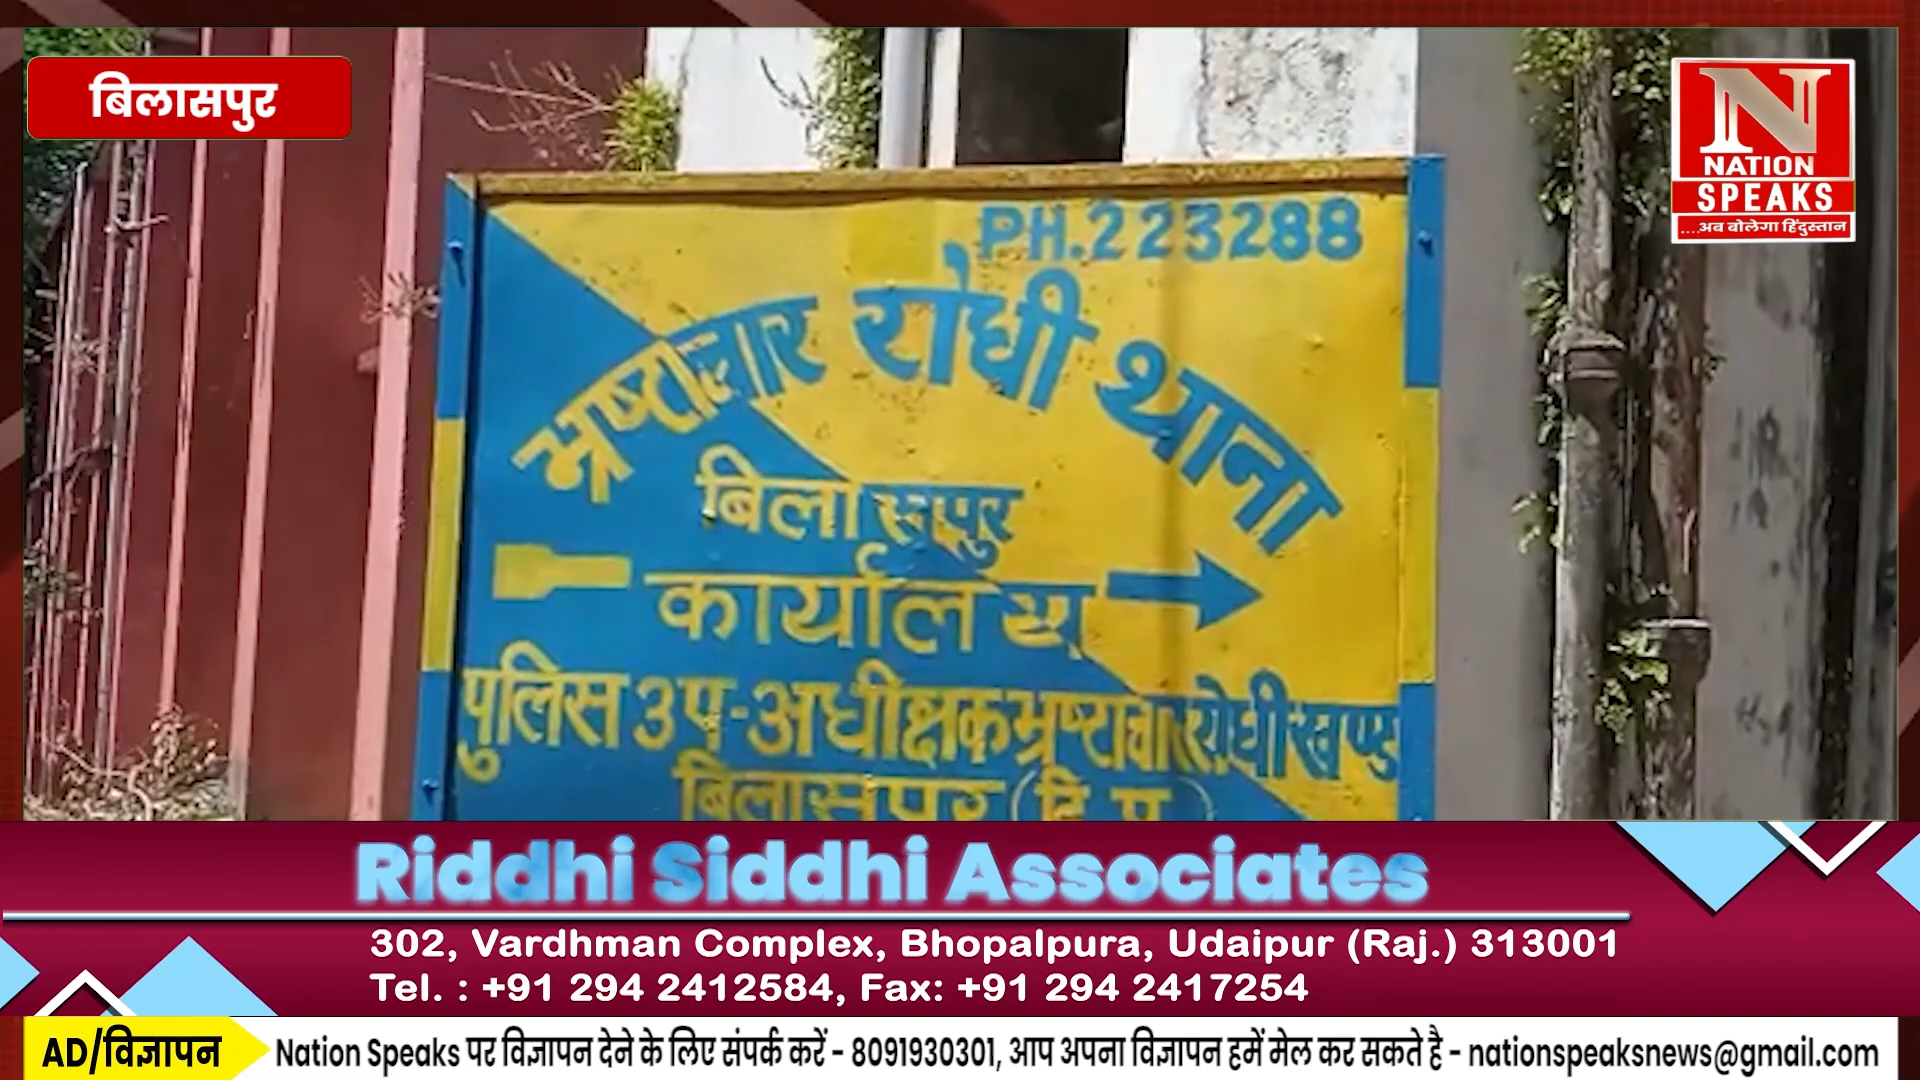 बिलासपुर
NATION
SPEAKS
....अब बोलेगा हिंदुस्तान
PH.223288
भ्रष्टाचार रोधी थाना
बिलासपुर
कार्यालय
पुलिस उप-अधीक्षक भ्रष्टाचार रोधी खण्ड
बिलासपुर (हि.प्र.)
Riddhi Siddhi Associates
302, Vardhman Complex, Bhopalpura, Udaipur (Raj.) 313001
Tel. : +91 294 2412584, Fax: +91 294 2417254
AD/विज्ञापन
Nation Speaks पर विज्ञापन देने के लिए संपर्क करें - 8091930301, आप अपना विज्ञापन हमें मेल कर सकते है - nationspeaksnews@gmail.com